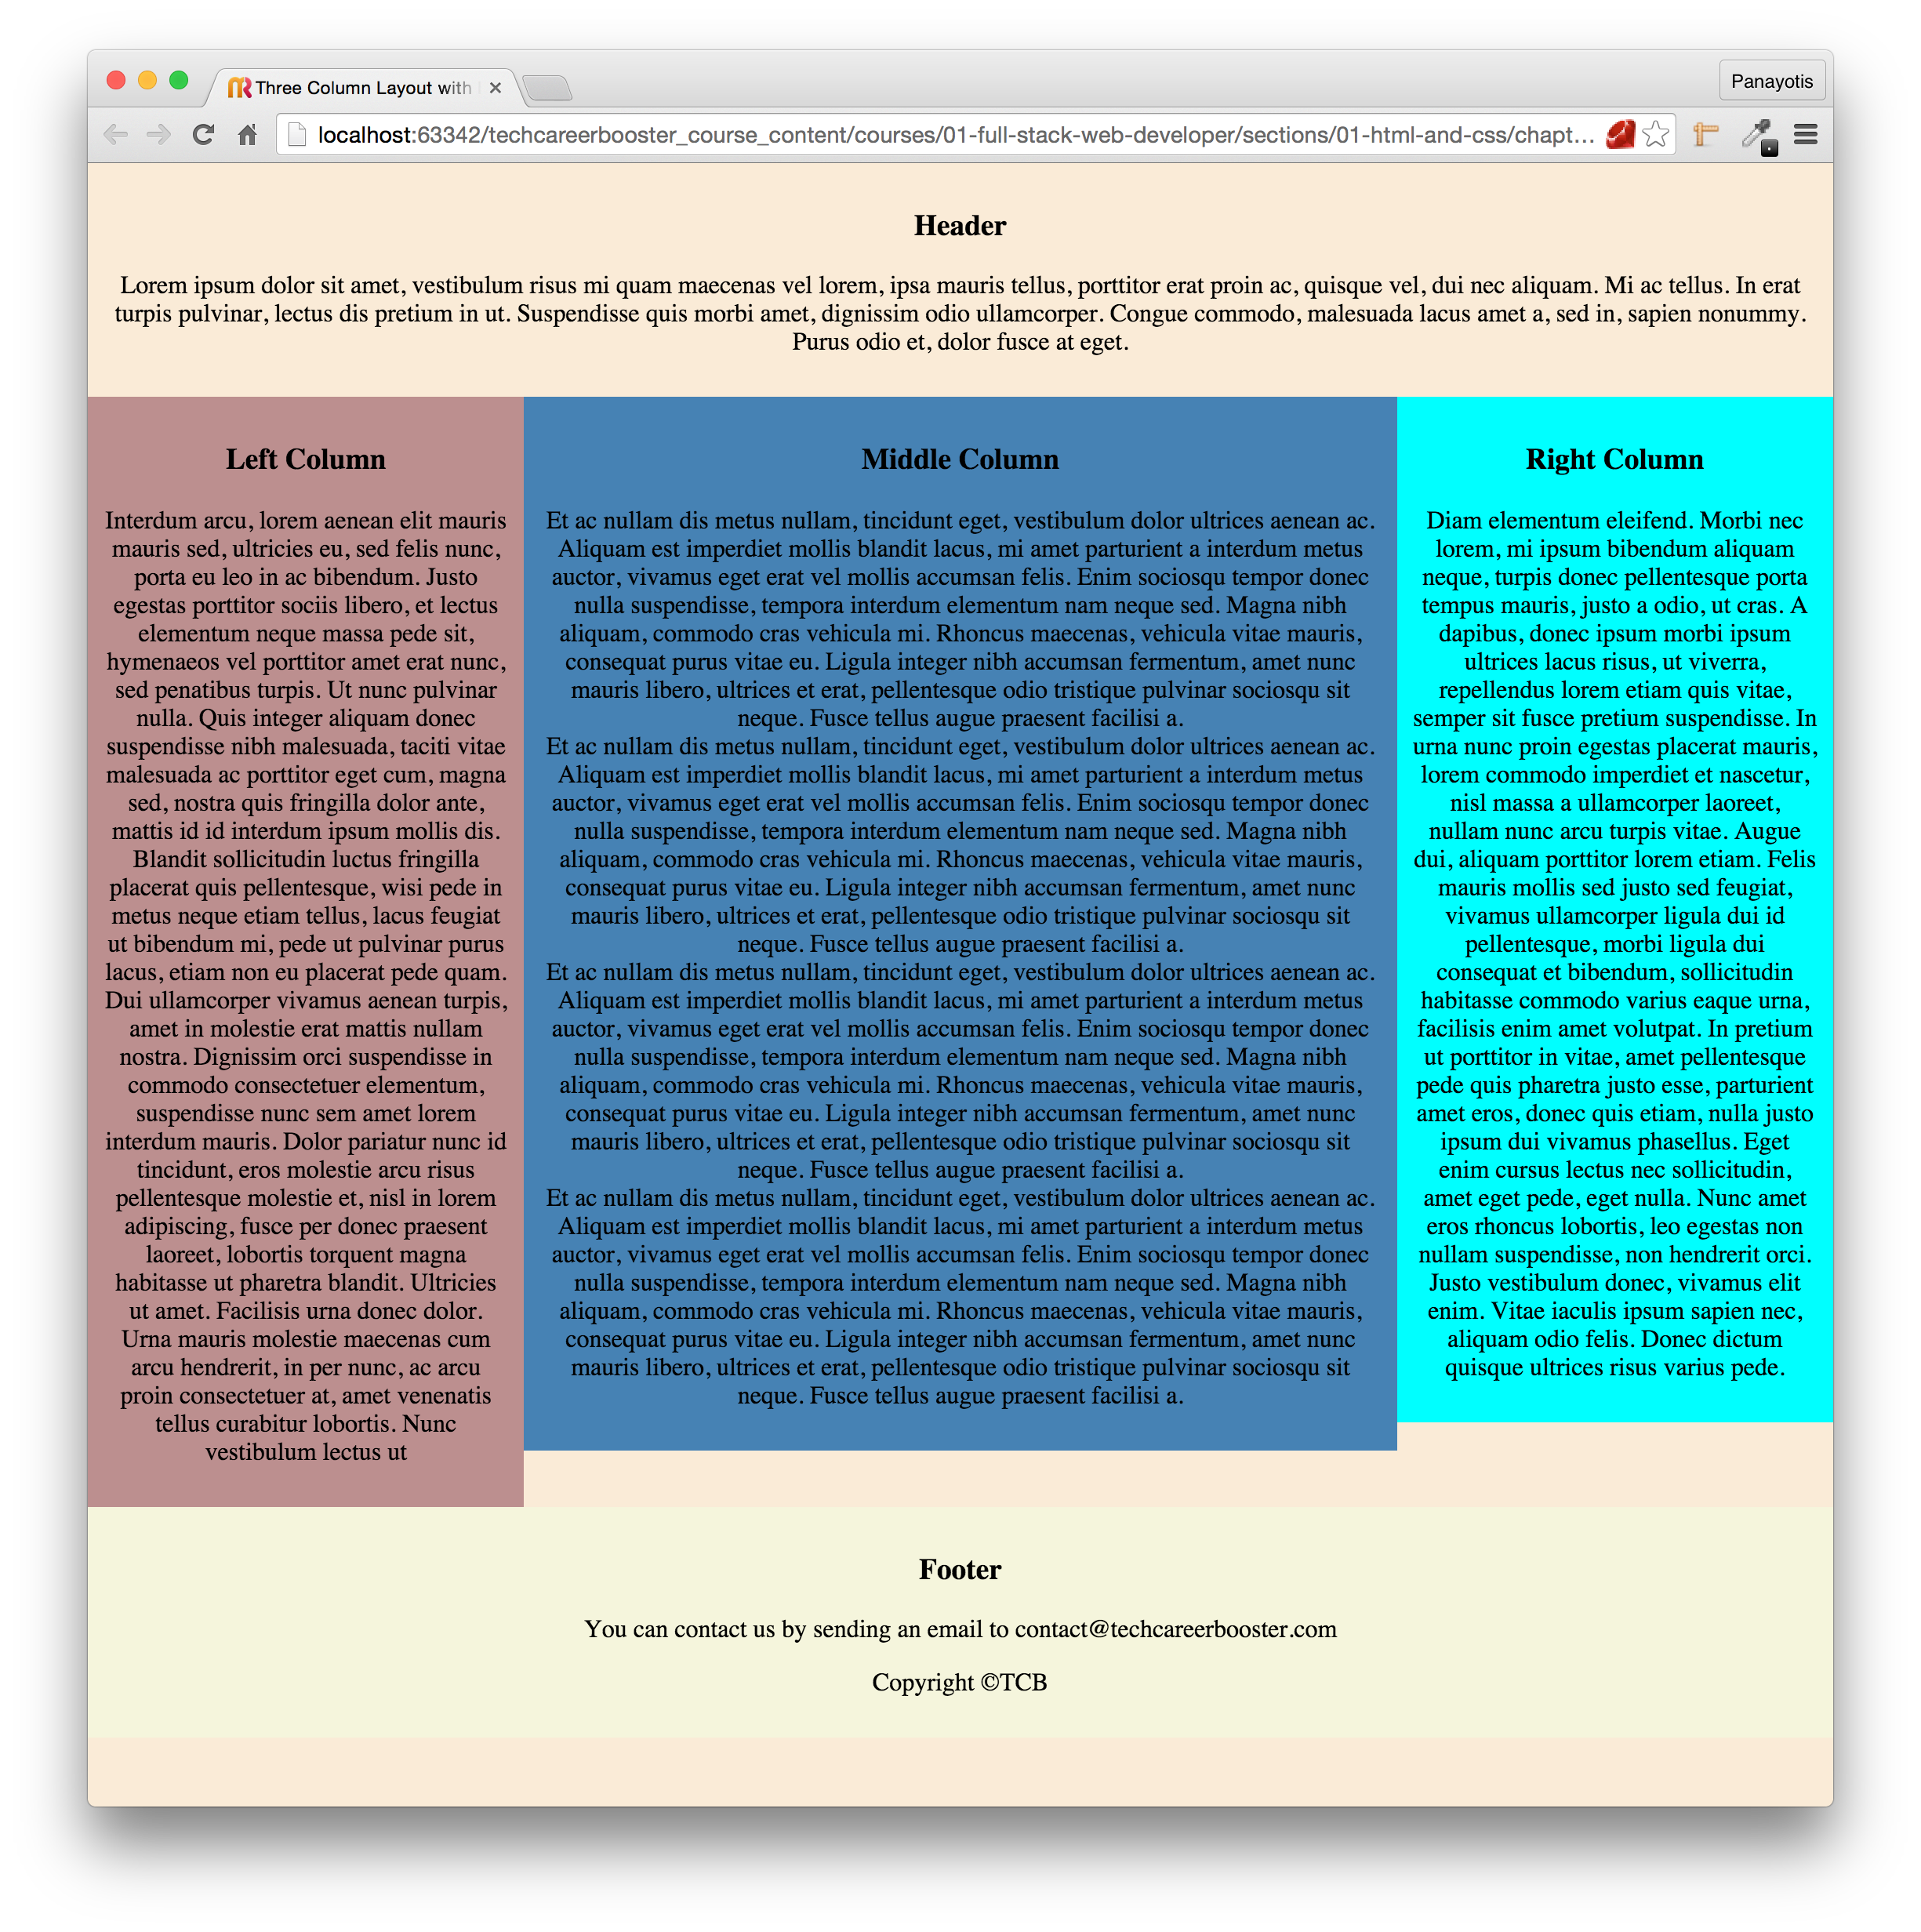 Three Column Layout with
Panayotis
localhost:63342/techcareerbooster_course_content/courses/01-full-stack-web-developer/sections/01-html-and-css/chapt...
Header
Lorem ipsum dolor sit amet, vestibulum risus mi quam maecenas vel lorem, ipsa mauris tellus, porttitor erat proin ac, quisque vel, dui nec aliquam. Mi ac tellus. In erat
turpis pulvinar, lectus dis pretium in ut. Suspendisse quis morbi amet, dignissim odio ullamcorper. Congue commodo, malesuada lacus amet a, sed in, sapien nonummy.
Purus odio et, dolor fusce at eget.
Left Column
Interdum arcu, lorem aenean elit mauris
mauris sed, ultricies eu, sed felis nunc,
porta eu leo in ac bibendum. Justo
egestas porttitor sociis libero, et lectus
elementum neque massa pede sit,
hymenaeos vel porttitor amet erat nunc,
sed penatibus turpis. Ut nunc pulvinar
nulla. Quis integer aliquam donec
suspendisse nibh malesuada, taciti vitae
malesuada ac porttitor eget cum, magna
sed, nostra quis fringilla dolor ante,
mattis id id interdum ipsum mollis dis.
Blandit sollicitudin luctus fringilla
placerat quis pellentesque, wisi pede in
metus neque etiam tellus, lacus feugiat
ut bibendum mi, pede ut pulvinar purus
lacus, etiam non eu placerat pede quam.
Dui ullamcorper vivamus aenean turpis,
amet in molestie erat mattis nullam
nostra. Dignissim orci suspendisse in
commodo consectetuer elementum,
suspendisse nunc sem amet lorem
interdum mauris. Dolor pariatur nunc id
tincidunt, eros molestie arcu risus
pellentesque molestie et, nisl in lorem
adipiscing, fusce per donec praesent
laoreet, lobortis torquent magna
habitasse ut pharetra blandit. Ultricies
ut amet. Facilisis urna donec dolor.
Urna mauris molestie maecenas cum
arcu hendrerit, in per nunc, ac arcu
proin consectetuer at, amet venenatis
tellus curabitur lobortis. Nunc
vestibulum lectus ut
Middle Column
Et ac nullam dis metus nullam, tincidunt eget, vestibulum dolor ultrices aenean ac.
Aliquam est imperdiet mollis blandit lacus, mi amet parturient a interdum metus
auctor, vivamus eget erat vel mollis accumsan felis. Enim sociosqu tempor donec
nulla suspendisse, tempora interdum elementum nam neque sed. Magna nibh
aliquam, commodo cras vehicula mi. Rhoncus maecenas, vehicula vitae mauris,
consequat purus vitae eu. Ligula integer nibh accumsan fermentum, amet nunc
mauris libero, ultrices et erat, pellentesque odio tristique pulvinar sociosqu sit
neque. Fusce tellus augue praesent facilisi a.
Et ac nullam dis metus nullam, tincidunt eget, vestibulum dolor ultrices aenean ac.
Aliquam est imperdiet mollis blandit lacus, mi amet parturient a interdum metus
auctor, vivamus eget erat vel mollis accumsan felis. Enim sociosqu tempor donec
nulla suspendisse, tempora interdum elementum nam neque sed. Magna nibh
aliquam, commodo cras vehicula mi. Rhoncus maecenas, vehicula vitae mauris,
consequat purus vitae eu. Ligula integer nibh accumsan fermentum, amet nunc
mauris libero, ultrices et erat, pellentesque odio tristique pulvinar sociosqu sit
neque. Fusce tellus augue praesent facilisi a.
Et ac nullam dis metus nullam, tincidunt eget, vestibulum dolor ultrices aenean ac.
Aliquam est imperdiet mollis blandit lacus, mi amet parturient a interdum metus
auctor, vivamus eget erat vel mollis accumsan felis. Enim sociosqu tempor donec
nulla suspendisse, tempora interdum elementum nam neque sed. Magna nibh
aliquam, commodo cras vehicula mi. Rhoncus maecenas, vehicula vitae mauris,
consequat purus vitae eu. Ligula integer nibh accumsan fermentum, amet nunc
mauris libero, ultrices et erat, pellentesque odio tristique pulvinar sociosqu sit
neque. Fusce tellus augue praesent facilisi a.
Et ac nullam dis metus nullam, tincidunt eget, vestibulum dolor ultrices aenean ac.
Aliquam est imperdiet mollis blandit lacus, mi amet parturient a interdum metus
auctor, vivamus eget erat vel mollis accumsan felis. Enim sociosqu tempor donec
nulla suspendisse, tempora interdum elementum nam neque sed. Magna nibh
aliquam, commodo cras vehicula mi. Rhoncus maecenas, vehicula vitae mauris,
consequat purus vitae eu. Ligula integer nibh accumsan fermentum, amet nunc
mauris libero, ultrices et erat, pellentesque odio tristique pulvinar sociosqu sit
neque. Fusce tellus augue praesent facilisi a.
Right Column
Diam elementum eleifend. Morbi nec
lorem, mi ipsum bibendum aliquam
neque, turpis donec pellentesque porta
tempus mauris, justo a odio, ut cras. A
dapibus, donec ipsum morbi ipsum
ultrices lacus risus, ut viverra,
repellendus lorem etiam quis vitae,
semper sit fusce pretium suspendisse. In
urna nunc proin egestas placerat mauris,
lorem commodo imperdiet et nascetur,
nisl massa a ullamcorper laoreet,
nullam nunc arcu turpis vitae. Augue
dui, aliquam porttitor lorem etiam. Felis
mauris mollis sed justo sed feugiat,
vivamus ullamcorper ligula dui id
pellentesque, morbi ligula dui
consequat et bibendum, sollicitudin
habitasse commodo varius eaque urna,
facilisis enim amet volutpat. In pretium
ut porttitor in vitae, amet pellentesque
pede quis pharetra justo esse, parturient
amet eros, donec quis etiam, nulla justo
ipsum dui vivamus phasellus. Eget
enim cursus lectus nec sollicitudin,
amet eget pede, eget nulla. Nunc amet
eros rhoncus lobortis, leo egestas non
nullam suspendisse, non hendrerit orci.
Justo vestibulum donec, vivamus elit
enim. Vitae iaculis ipsum sapien nec,
aliquam odio felis. Donec dictum
quisque ultrices risus varius pede.
Footer
You can contact us by sending an email to contact@techcareerbooster.com
Copyright ©TCB